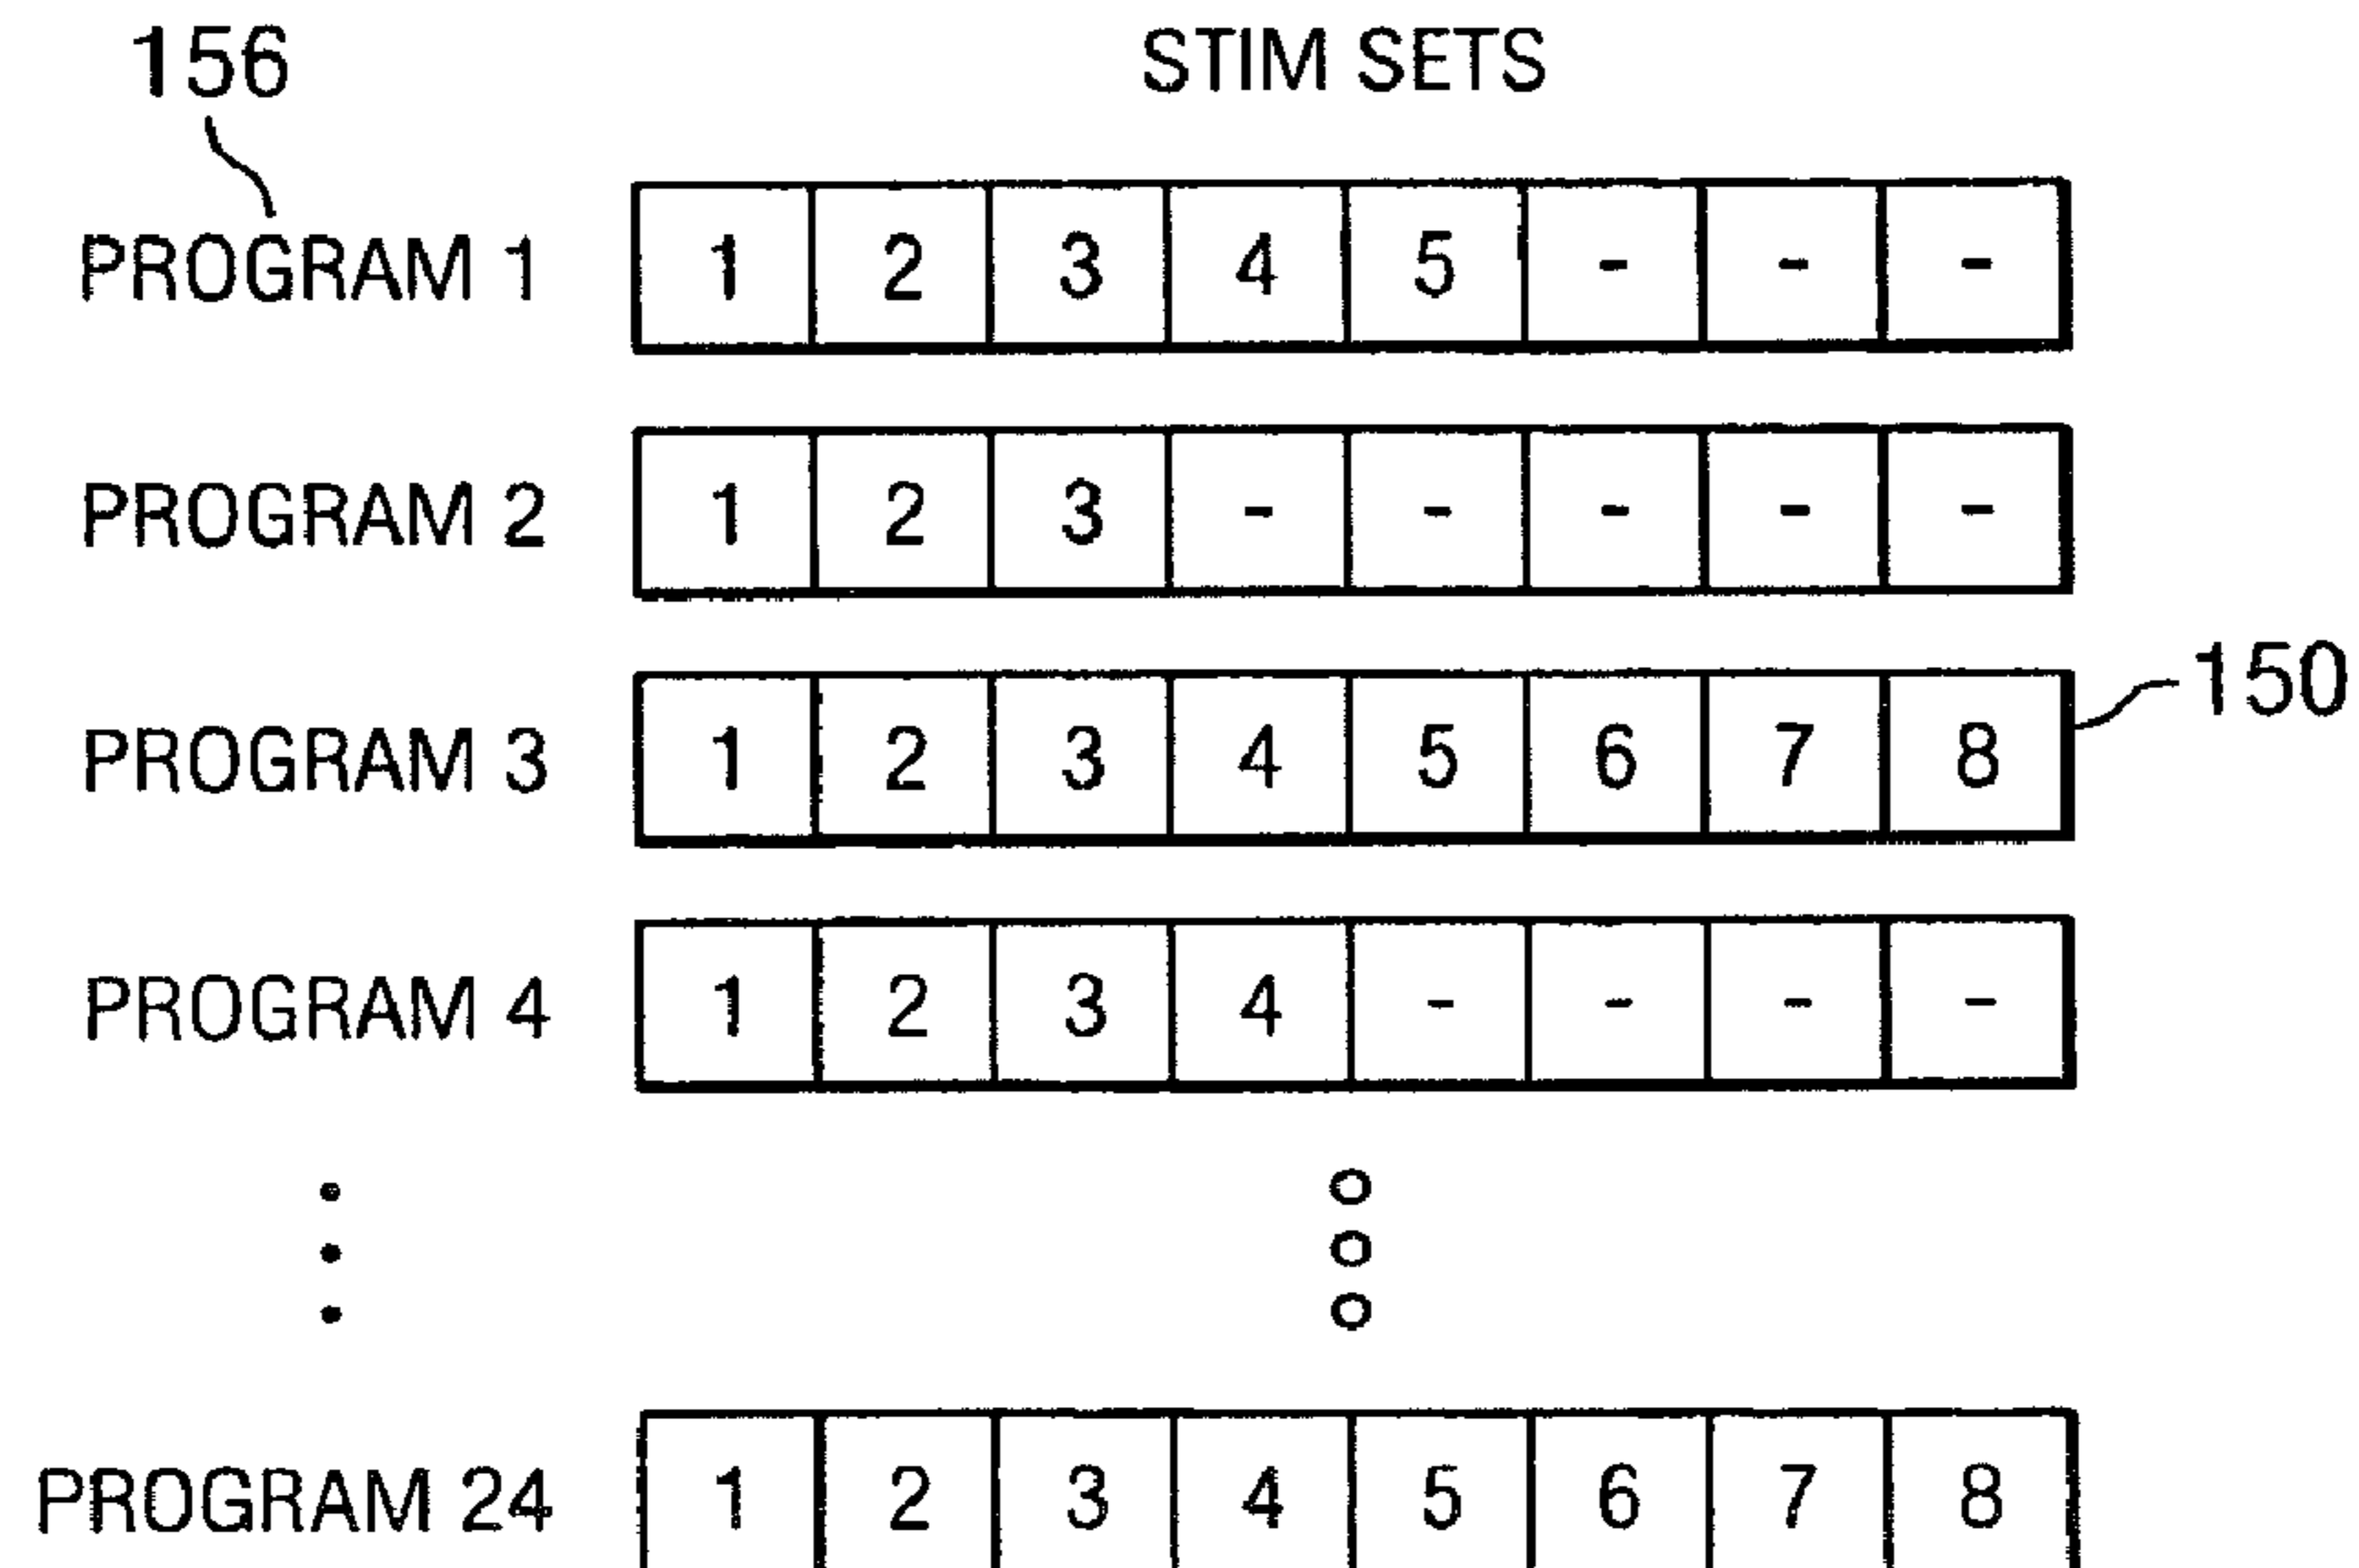 156
STIM SETS
PROGRAM 1 1 2 3 4 5 - - -
PROGRAM 2 1 2 3 - - - - -
PROGRAM 3 1 2 3 4 5 6 7 8
150
PROGRAM 4 1 2 3 4 - - - -
PROGRAM 24 1 2 3 4 5 6 7 8